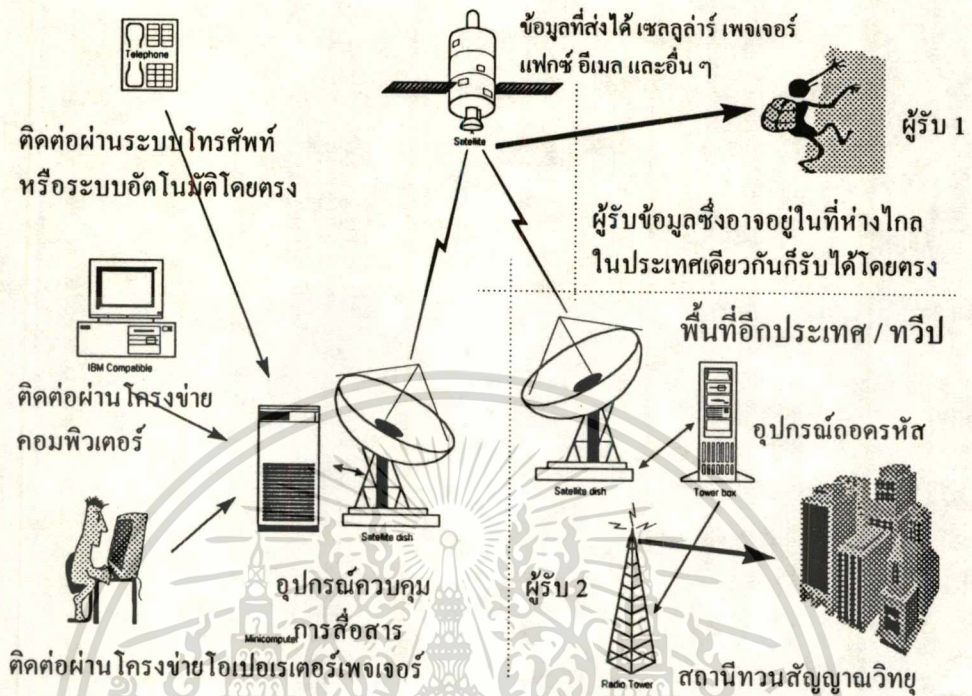 Telephone
ติดต่อผ่านระบบโทรศัพท์
หรือระบบอัตโนมัติโดยตรง
Satellite
ข้อมูลที่ส่งได้ เซลลูล่าร์ เพจเจอร์
แฟกซ์ อีเมล และอื่น ๆ
ผู้รับ 1
ผู้รับข้อมูลซึ่งอาจอยู่ในที่ห่างไกล
ในประเทศเดียวกันก็รับได้โดยตรง
IBM Compatible
ติดต่อผ่านโครงข่าย
คอมพิวเตอร์
Satellite dish
อุปกรณ์ควบคุม
การสื่อสาร
Minicomputer
ติดต่อผ่านโครงข่ายโอเปอเรเตอร์เพจเจอร์
พื้นที่อีกประเทศ / ทวีป
Satellite dish
Tower box
อุปกรณ์ถอดรหัส
ผู้รับ 2
Radio Tower
สถานีทวนสัญญาณวิทย